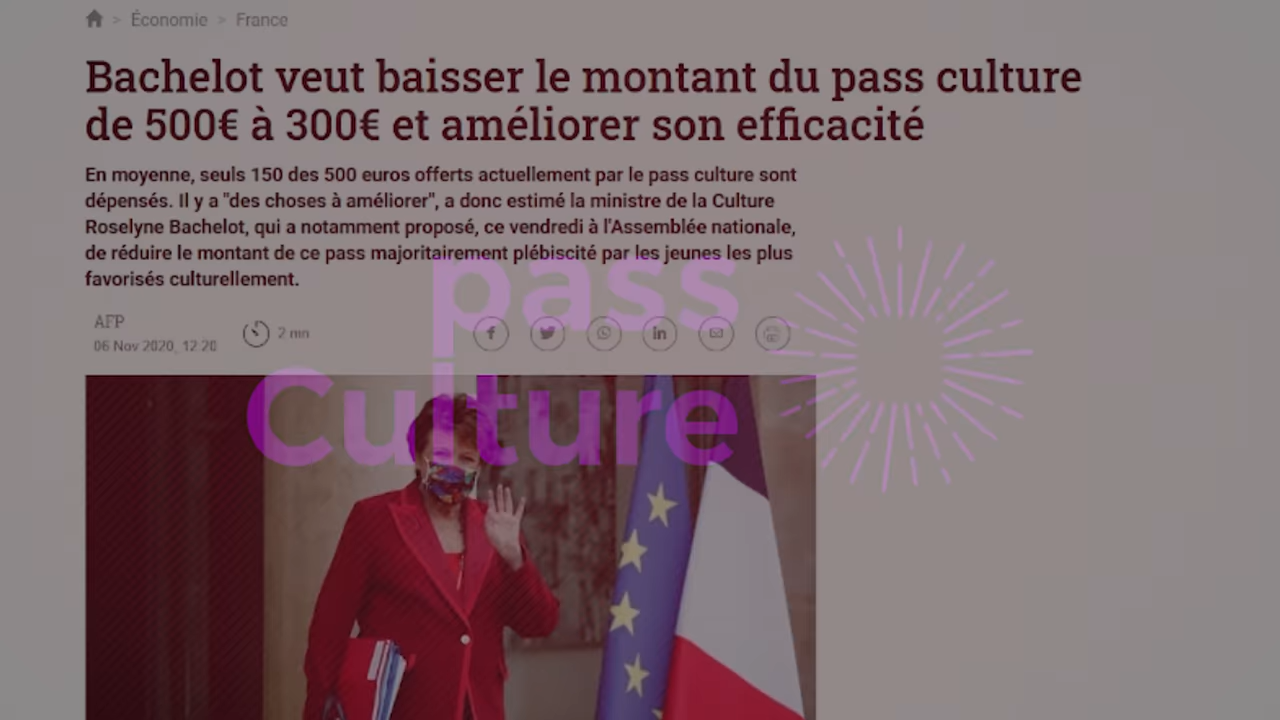 > Économie > France
Bachelot veut baisser le montant du pass culture
de 500€ à 300€ et améliorer son efficacité
En moyenne, seuls 150 des 500 euros offerts actuellement par le pass culture sont
dépensés. Il y a "des choses à améliorer", a donc estimé la ministre de la Culture
Roselyne Bachelot, qui a notamment proposé, ce vendredi à l'Assemblée nationale,
de réduire le montant de ce pass majoritairement plébiscité par les jeunes les plus
favorisés culturellement.
AFP
06 Nov 2020, 12:20
2 mn
pass
Culture